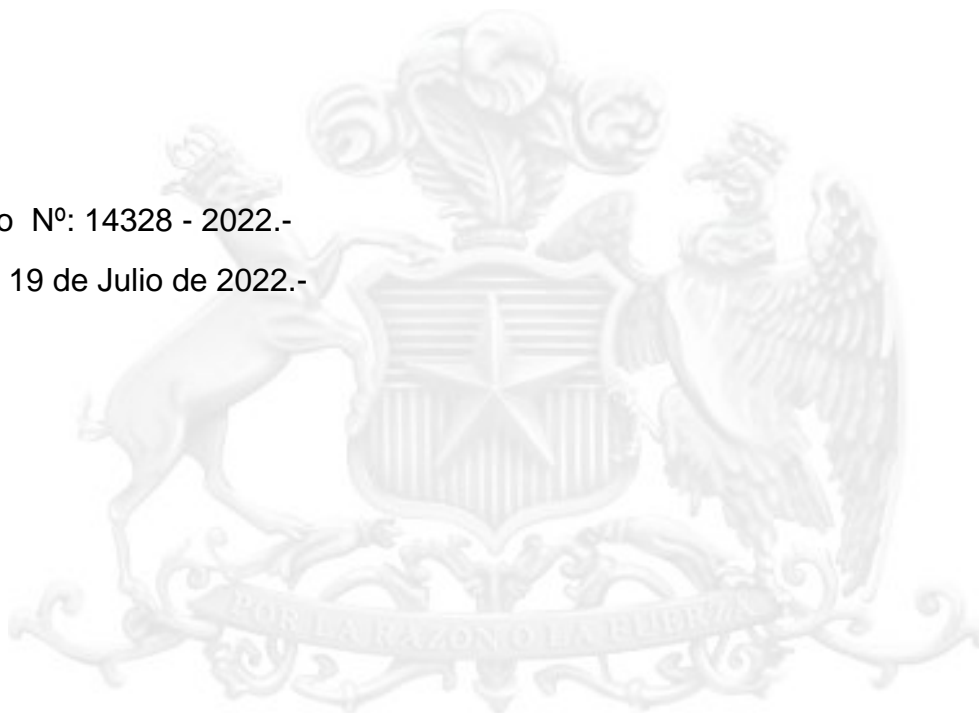 o Nº: 14328 - 2022.-
19 de Julio de 2022.-
POR LA RAZON O LA FUERZA